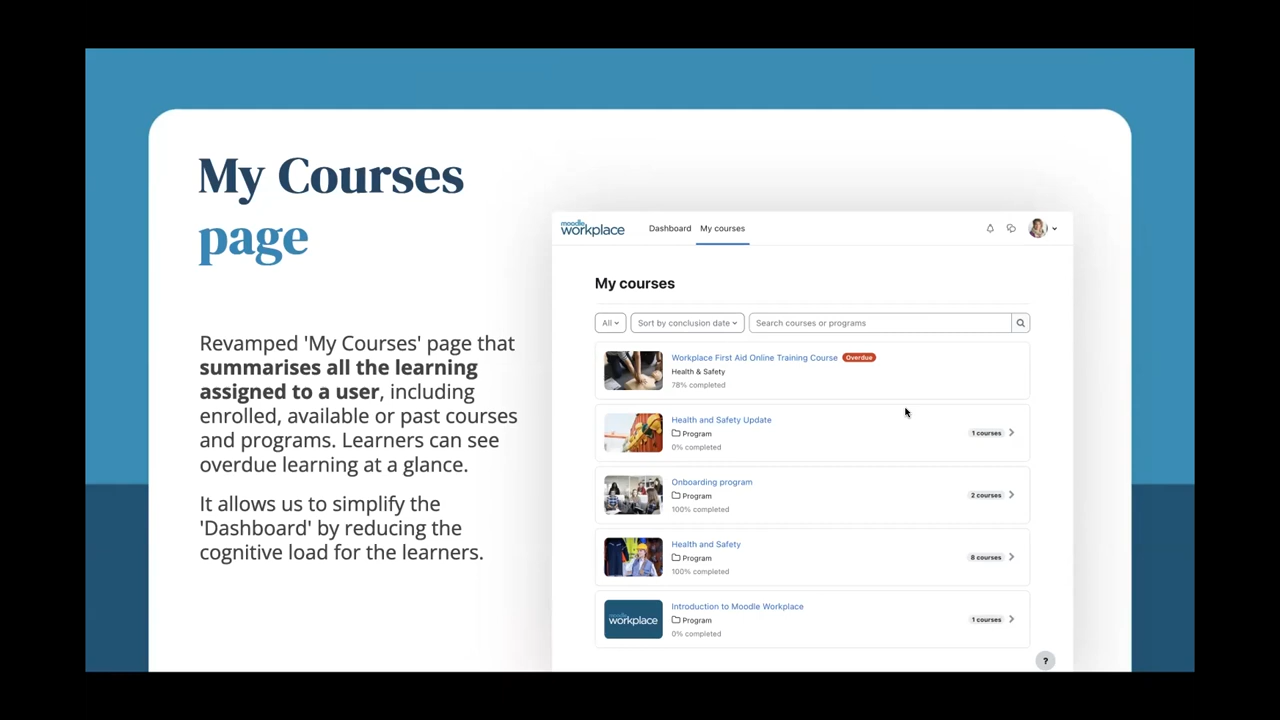 My Courses
page
Revamped 'My Courses' page that
summarises all the learning
assigned to a user, including
enrolled, available or past courses
and programs. Learners can see
overdue learning at a glance.
It allows us to simplify the
'Dashboard' by reducing the
cognitive load for the learners.
moodle
workplace
Dashboard My courses
My courses
All Sort by conclusion date Search courses or programs
Workplace First Aid Online Training Course Overdue
Health & Safety
78% completed
Health and Safety Update
Program 1 courses
0% completed
Onboarding program
Program 2 courses
100% completed
Health and Safety
Program 8 courses
100% completed
moodle
workplace
Introduction to Moodle Workplace
Program 1 courses
0% completed
?